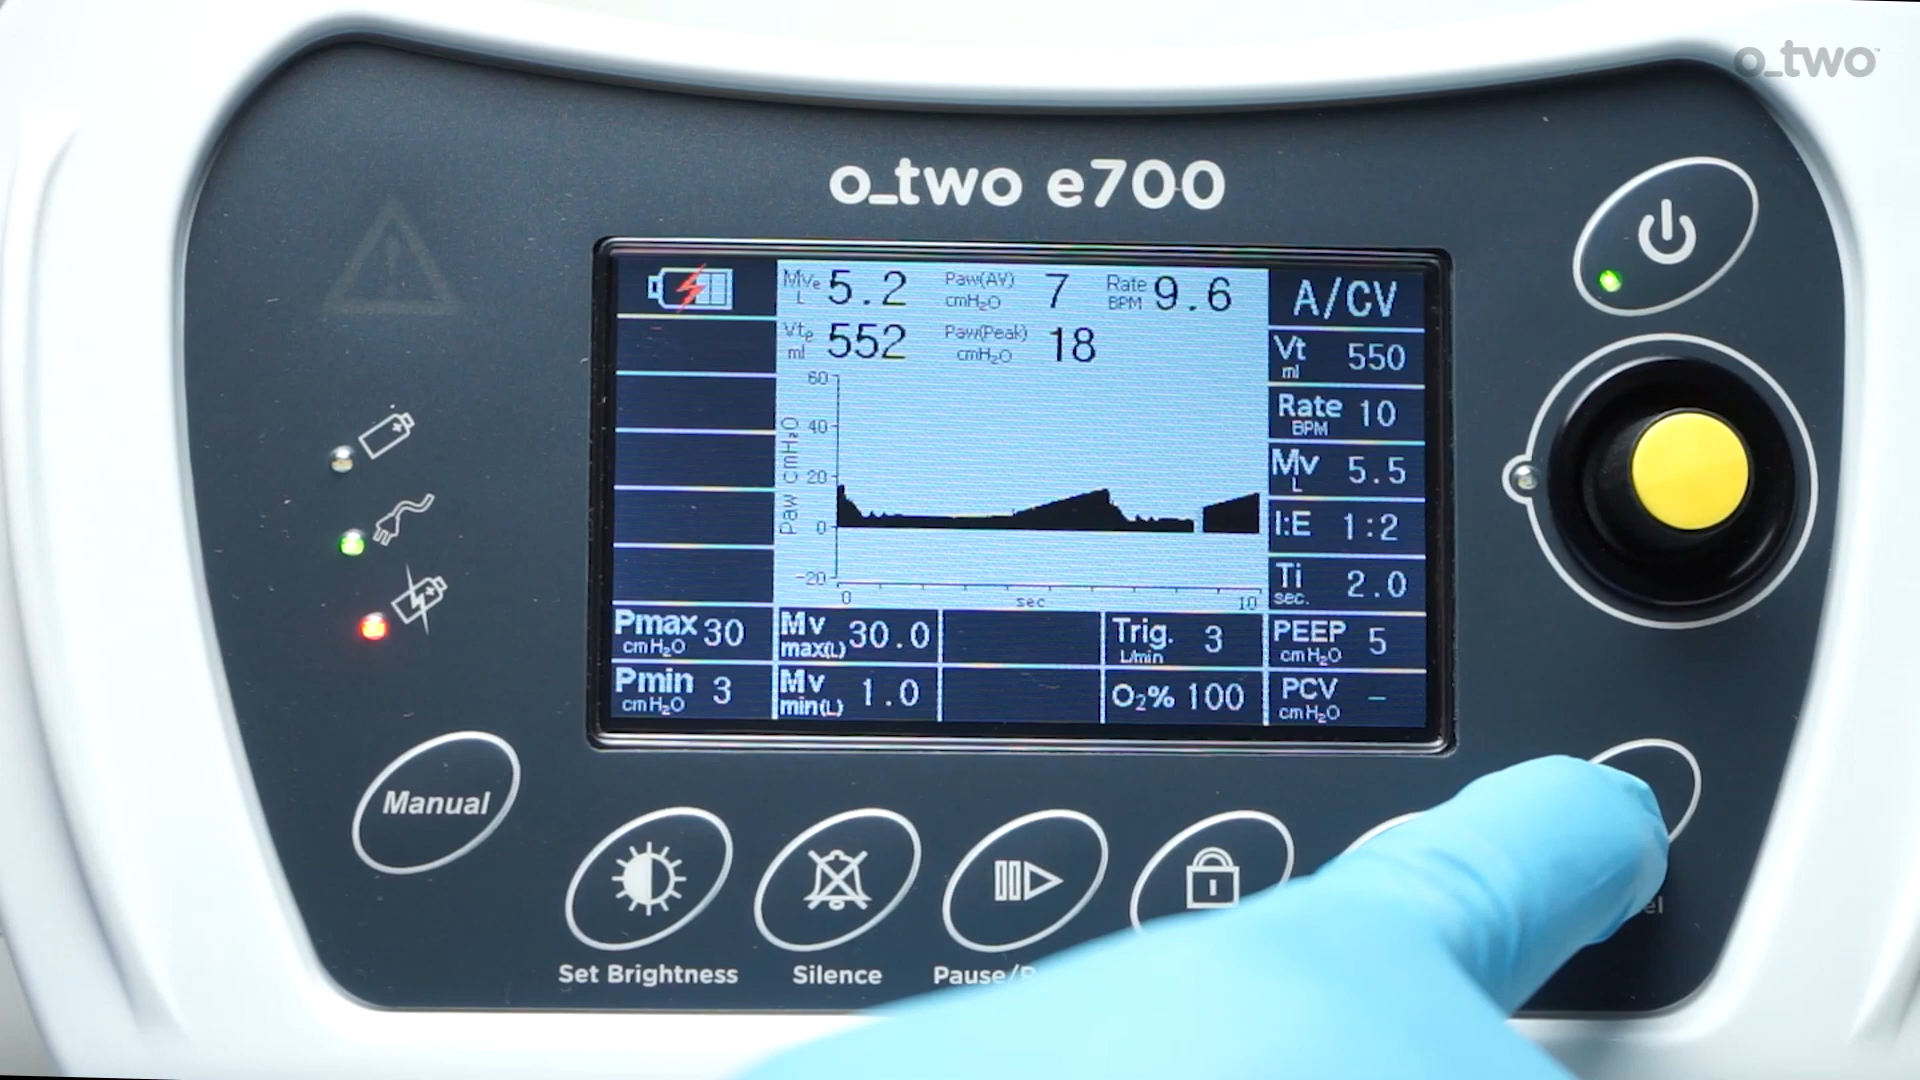 o_two™
o_two e700
Mve L 5.2 Paw(AV) cmH₂O 7 Rate BPM 9.6
Vte ml 552 Paw(Peak) cmH₂O 18
A/CV
Vt ml 550
Rate BPM 10
Mv L 5.5
I:E 1:2
Ti sec. 2.0
PEEP cmH₂O 5
PCV cmH₂O –
Paw cmH₂O
60
40
20
0
-20
0 sec 10
Pmax cmH₂O 30 Mv max(L) 30.0 Trig. L/min 3
Pmin cmH₂O 3 Mv min(L) 1.0 O₂% 100
Manual
Set Brightness Silence Pause/